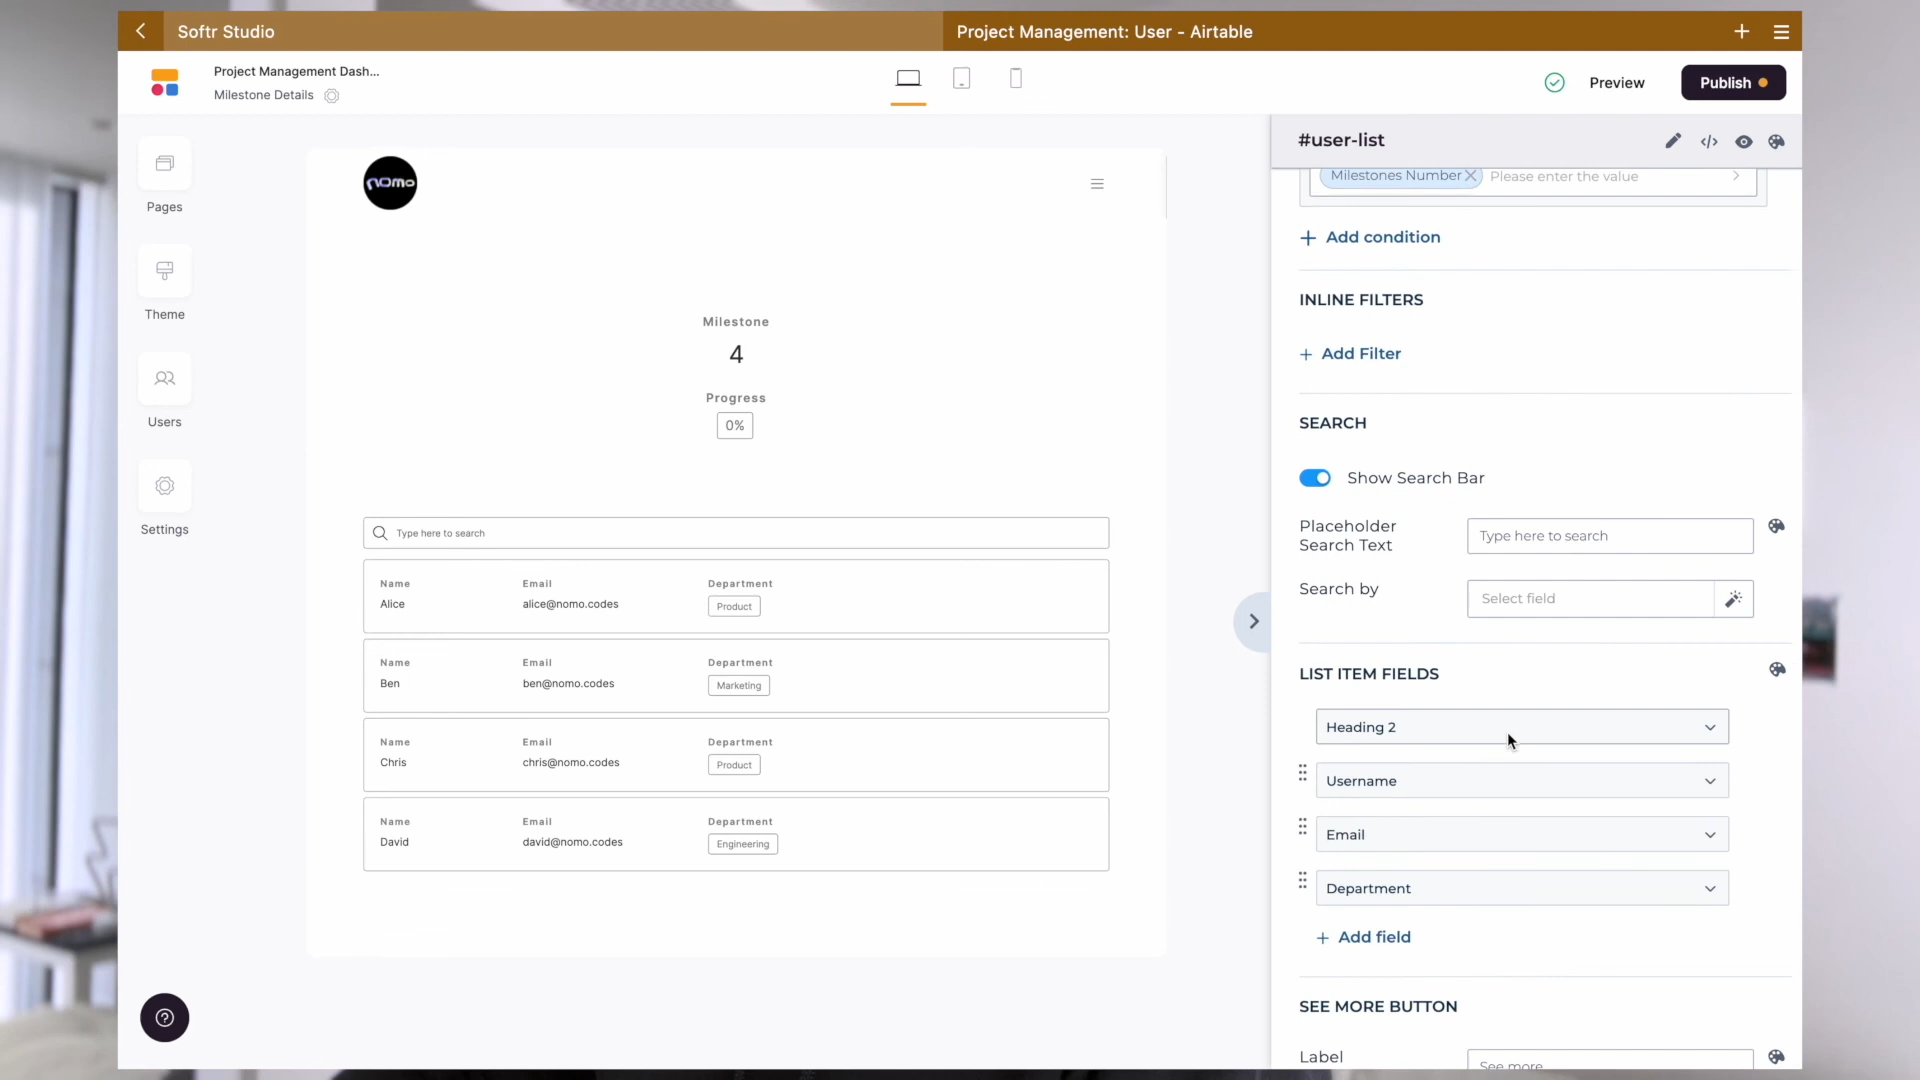 Softr Studio
Project Management: User - Airtable
Project Management Dash...
Milestone Details
Preview
Publish
Pages
Theme
Users
Settings
nomo
Milestone
4
Progress
0%
Type here to search
Name Email Department
Alice alice@nomo.codes Product
Name Email Department
Ben ben@nomo.codes Marketing
Name Email Department
Chris chris@nomo.codes Product
Name Email Department
David david@nomo.codes Engineering
#user-list
Milestones Number Please enter the value
Add condition
INLINE FILTERS
Add Filter
SEARCH
Show Search Bar
Placeholder
Search Text
Type here to search
Search by
Select field
LIST ITEM FIELDS
Heading 2
Username
Email
Department
Add field
SEE MORE BUTTON
Label
See more